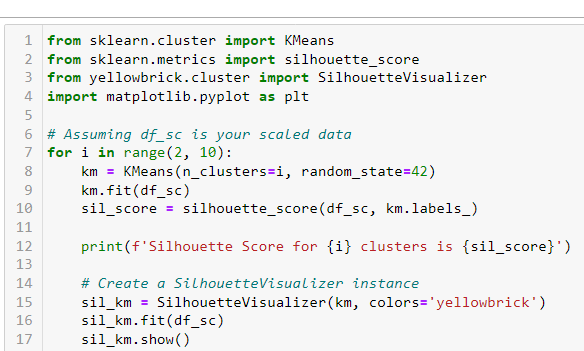 1 from sklearn.cluster import KMeans
2 from sklearn.metrics import silhouette_score
3 from yellowbrick.cluster import SilhouetteVisualizer
4 import matplotlib.pyplot as plt
5
6 # Assuming df_sc is your scaled data
7 for i in range(2, 10):
8     km = KMeans(n_clusters=i, random_state=42)
9     km.fit(df_sc)
10     sil_score = silhouette_score(df_sc, km.labels_)
11
12     print(f'Silhouette Score for {i} clusters is {sil_score}')
13
14     # Create a SilhouetteVisualizer instance
15     sil_km = SilhouetteVisualizer(km, colors='yellowbrick')
16     sil_km.fit(df_sc)
17     sil_km.show()